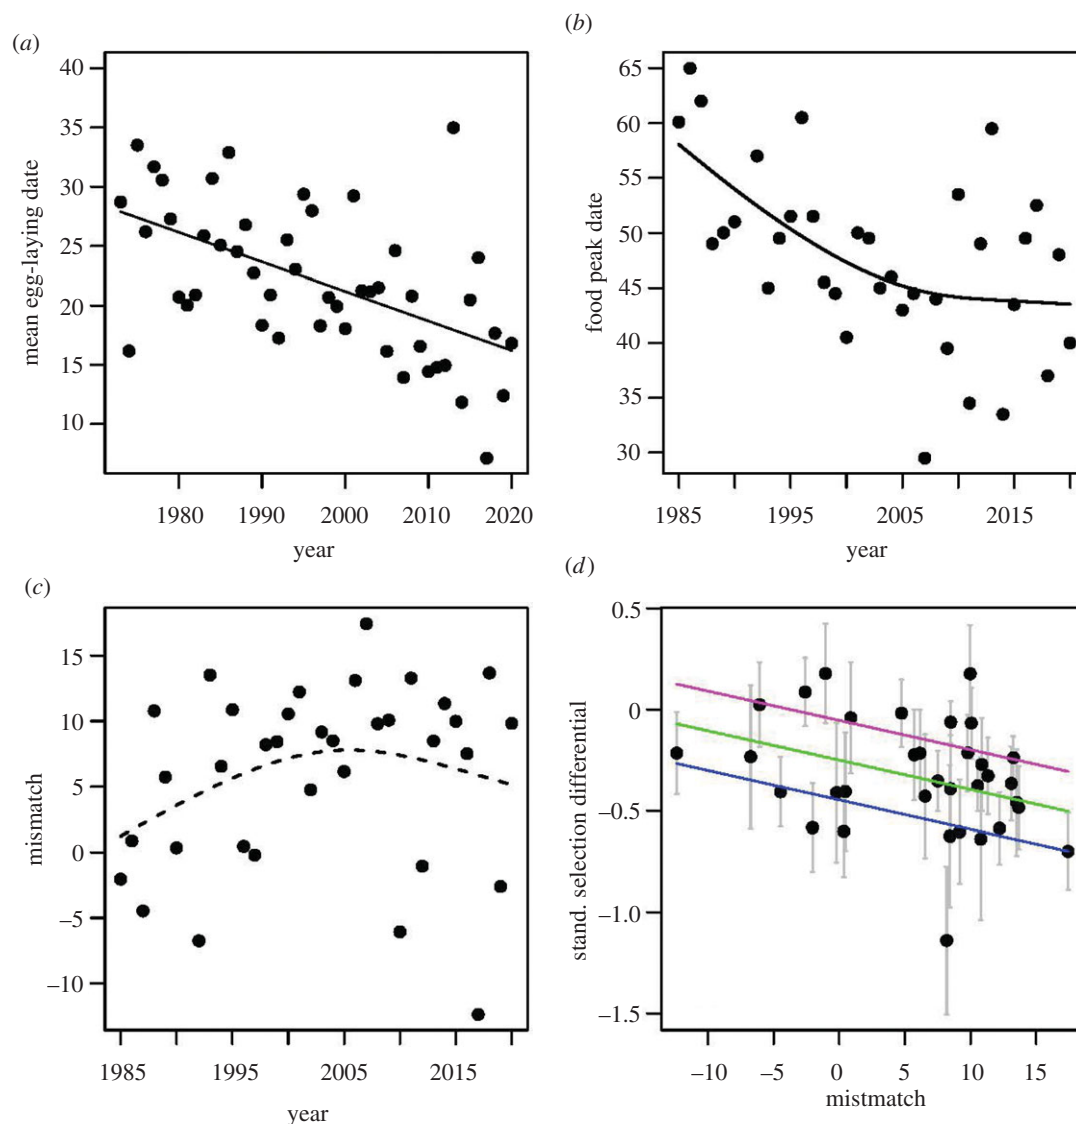 (a)
40
35
30
25
20
15
10
mean egg-laying date
1980 1990 2000 2010 2020
year
(b)
65
60
55
50
45
40
35
30
food peak date
1985 1995 2005 2015
year
(c)
15
10
5
0
−5
−10
mismatch
1985 1995 2005 2015
year
(d)
0.5
0
−0.5
−1.0
−1.5
stand. selection differential
−10 −5 0 5 10 15
mistmatch